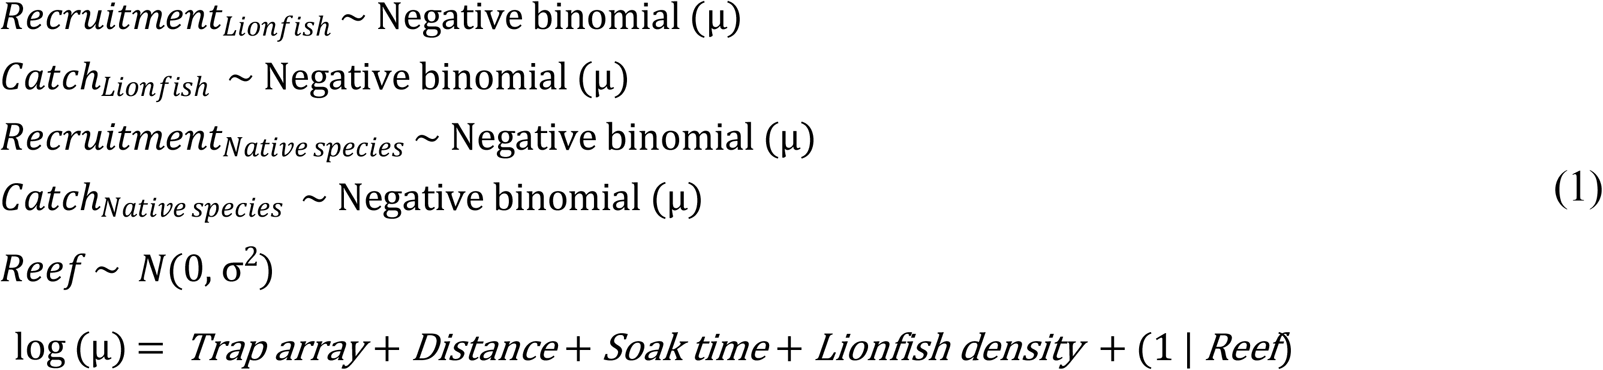 Recruitment_Lionfish ~ Negative binomial (μ)
Catch_Lionfish ~ Negative binomial (μ)
Recruitment_Native species ~ Negative binomial (μ)
Catch_Native species ~ Negative binomial (μ)
(1)
Reef ~ N(0, σ²)
log (μ) = Trap array + Distance + Soak time + Lionfish density + (1 | Reef)